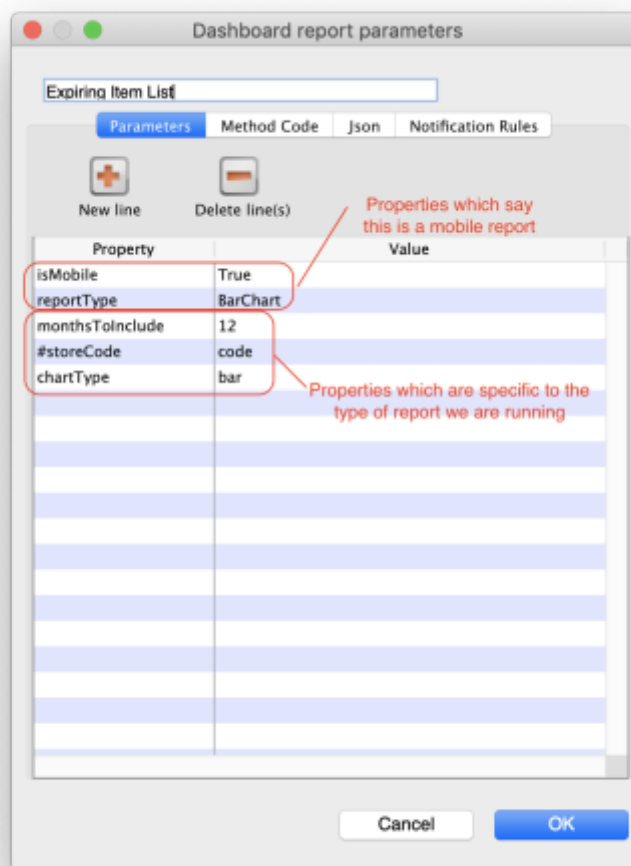 Dashboard report parameters
Expiring Item List
Parameters Method Code Json Notification Rules
New line Delete line(s)
Properties which say
this is a mobile report
Property Value
isMobile True
reportType BarChart
monthsToInclude 12
#storeCode code
chartType bar
Properties which are specific to the
type of report we are running
Cancel OK